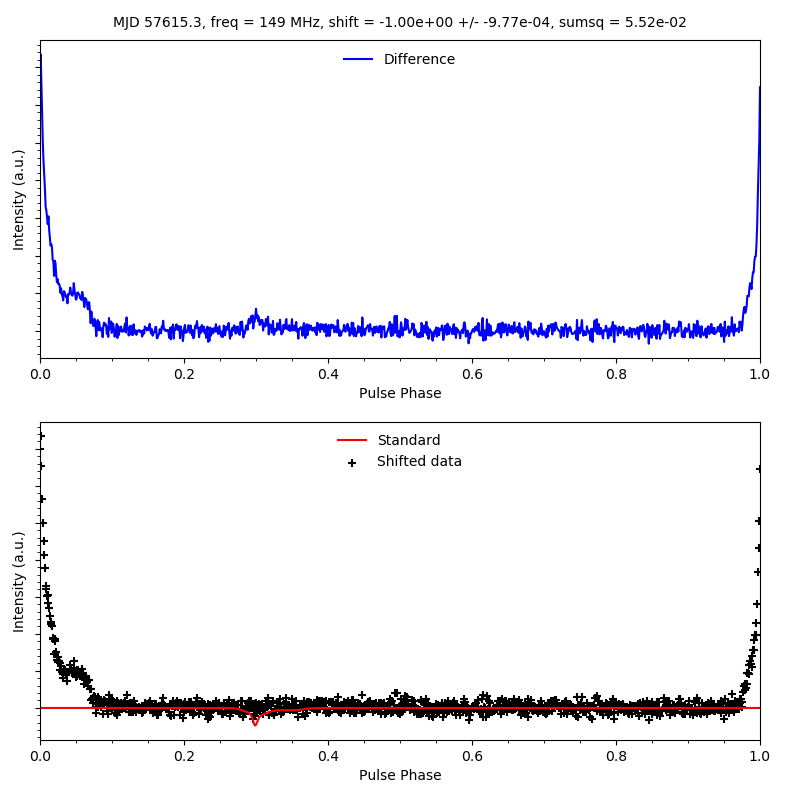 MJD 57615.3, freq = 149 MHz, shift = -1.00e+00 +/- -9.77e-04, sumsq = 5.52e-02
Difference
Intensity (a.u.)
0.0 0.2 0.4 0.6 0.8 1.0
Pulse Phase
Standard
Shifted data
Intensity (a.u.)
0.0 0.2 0.4 0.6 0.8 1.0
Pulse Phase